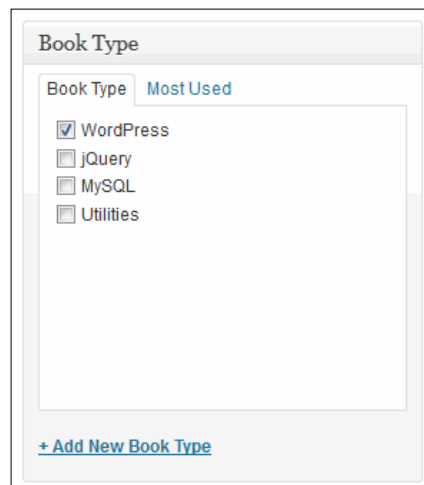 Book Type
Book Type Most Used
WordPress
jQuery
MySQL
Utilities
+ Add New Book Type